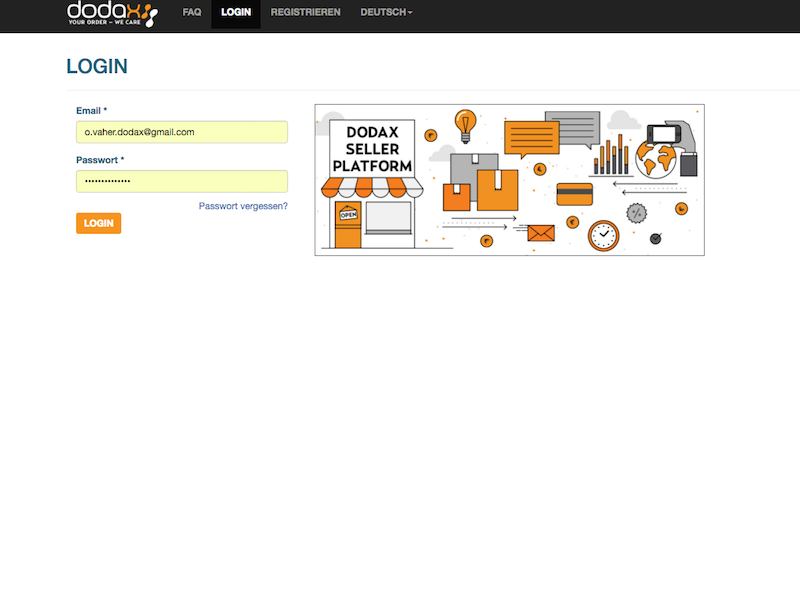 dodax
YOUR ORDER – WE CARE
FAQ
LOGIN
REGISTRIEREN
DEUTSCH
LOGIN
Email *
o.vaher.dodax@gmail.com
Passwort *
••••••••••••••
Passwort vergessen?
LOGIN
DODAX
SELLER
PLATFORM
OPEN